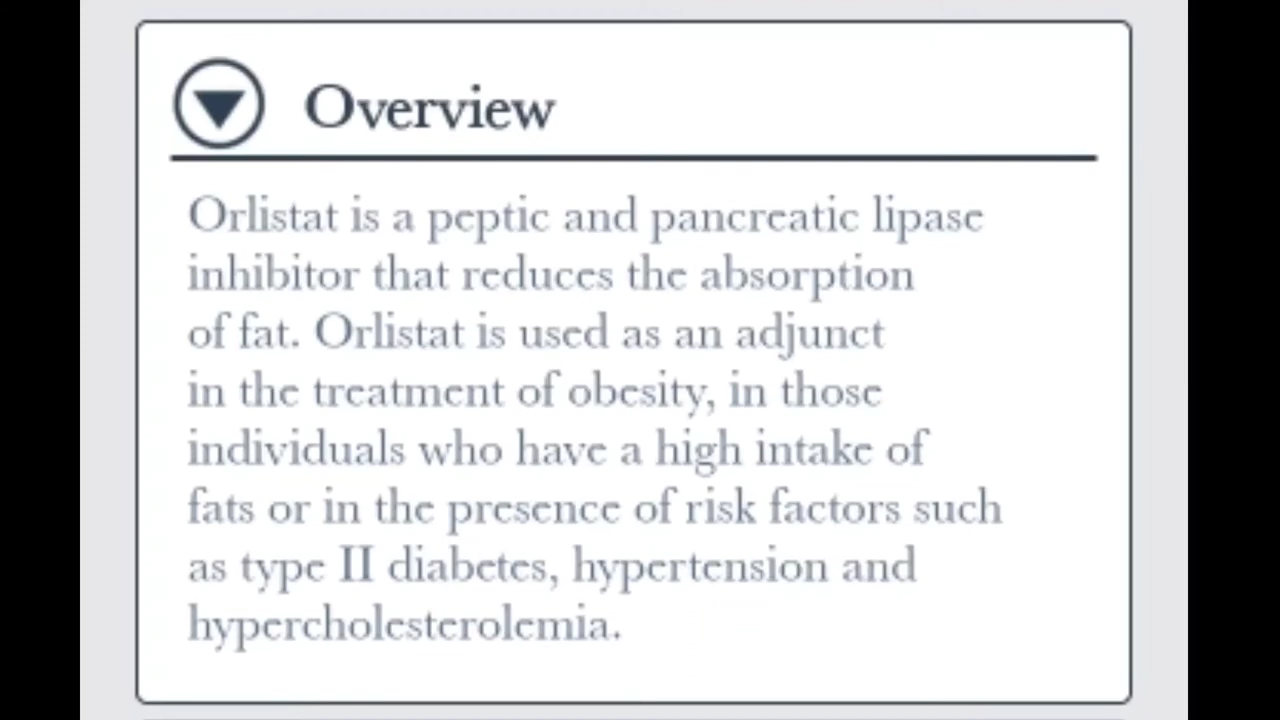 Overview
Orlistat is a peptic and pancreatic lipase
inhibitor that reduces the absorption
of fat. Orlistat is used as an adjunct
in the treatment of obesity, in those
individuals who have a high intake of
fats or in the presence of risk factors such
as type II diabetes, hypertension and
hypercholesterolemia.